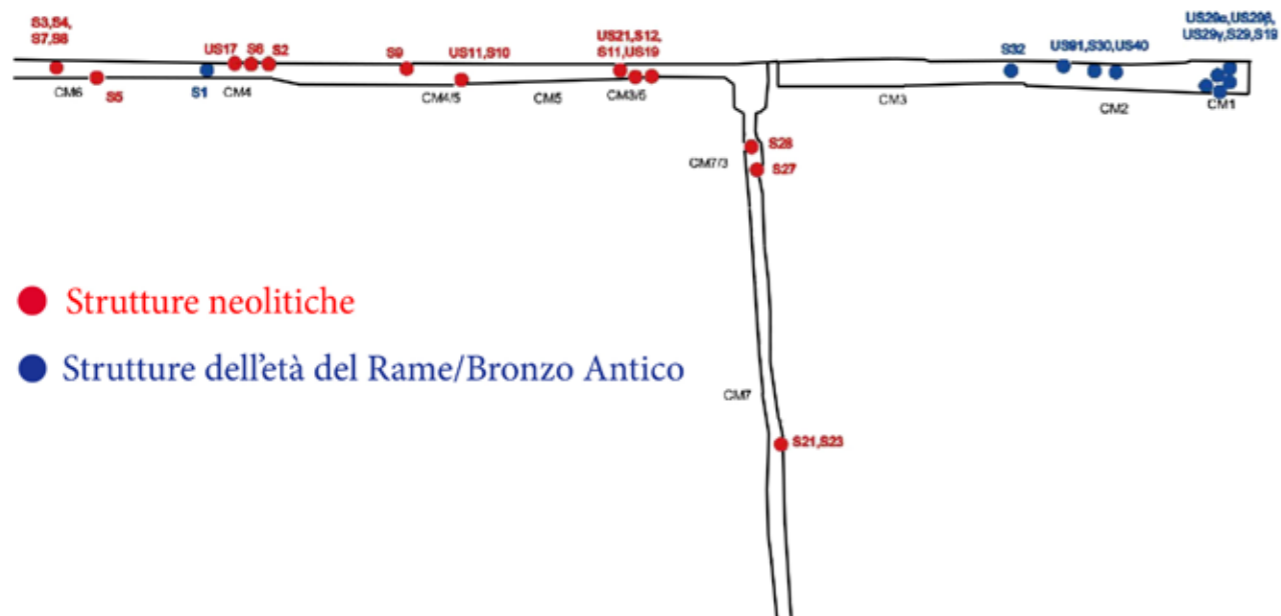 S3,S4,
S7,S8
US17 S6 S2
S9
US11,S10
US21,S12,
S11,US19
S32
US91,S30,US40
US29α,US29β,
US29γ,S29,S19
CM6
S5
S1
CM4
CM4/5
CM5
CM3/5
CM3
CM2
CM1
S28
CM7/3
S27
Strutture neolitiche
Strutture dell'età del Rame/Bronzo Antico
CM7
S21,S23